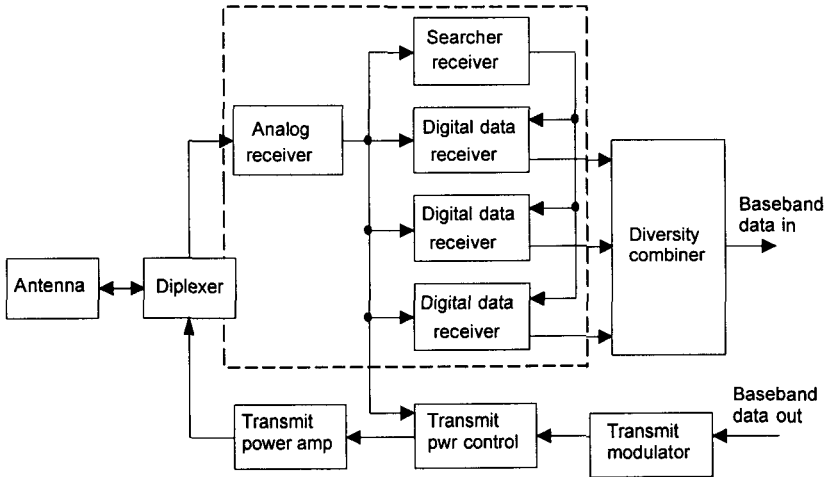 Searcher
receiver
Analog
receiver
Digital data
receiver
Digital data
receiver
Digital data
receiver
Diversity
combiner
Baseband
data in
Antenna
Diplexer
Transmit
power amp
Transmit
pwr control
Transmit
modulator
Baseband
data out